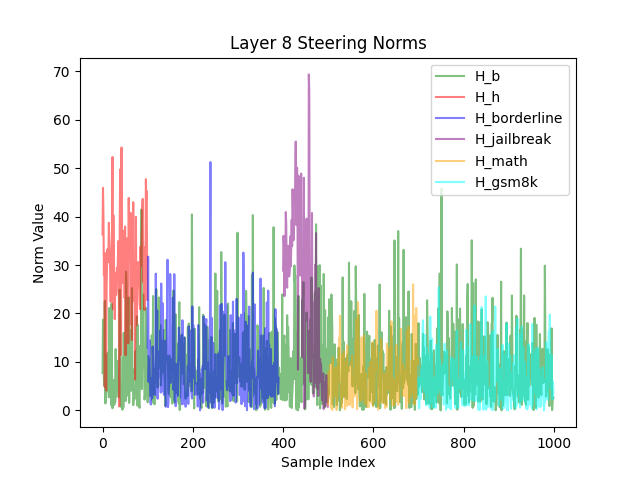 Layer 8 Steering Norms
Norm Value
70
60
50
40
30
20
10
0
H_b
H_h
H_borderline
H_jailbreak
H_math
H_gsm8k
0
200
400
600
800
1000
Sample Index